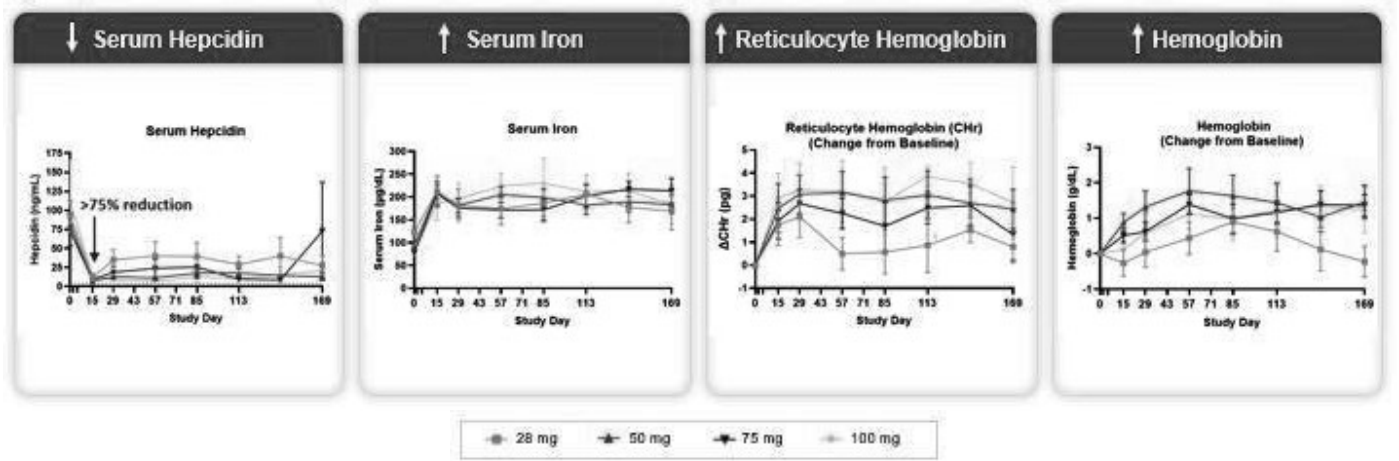 ↓ Serum Hepcidin
↑ Serum Iron
↑ Reticulocyte Hemoglobin
↑ Hemoglobin
Serum Hepcidin
Hepcidin (ng/mL)
175
150
125
100
75
50
25
0
>75% reduction
0 15 29 43 57 71 85 113 169
Study Day
Serum Iron
Serum Iron (µg/dL)
300
250
200
150
100
50
0
0 15 29 43 57 71 85 113 169
Study Day
Reticulocyte Hemoglobin (CHr)
(Change from Baseline)
ΔCHr (pg)
5
4
3
2
1
0
-1
0 15 29 43 57 71 85 113 169
Study Day
Hemoglobin
(Change from Baseline)
Hemoglobin (g/dL)
3
2
1
0
-1
0 15 29 43 57 71 85 113 169
Study Day
28 mg 50 mg 75 mg 100 mg